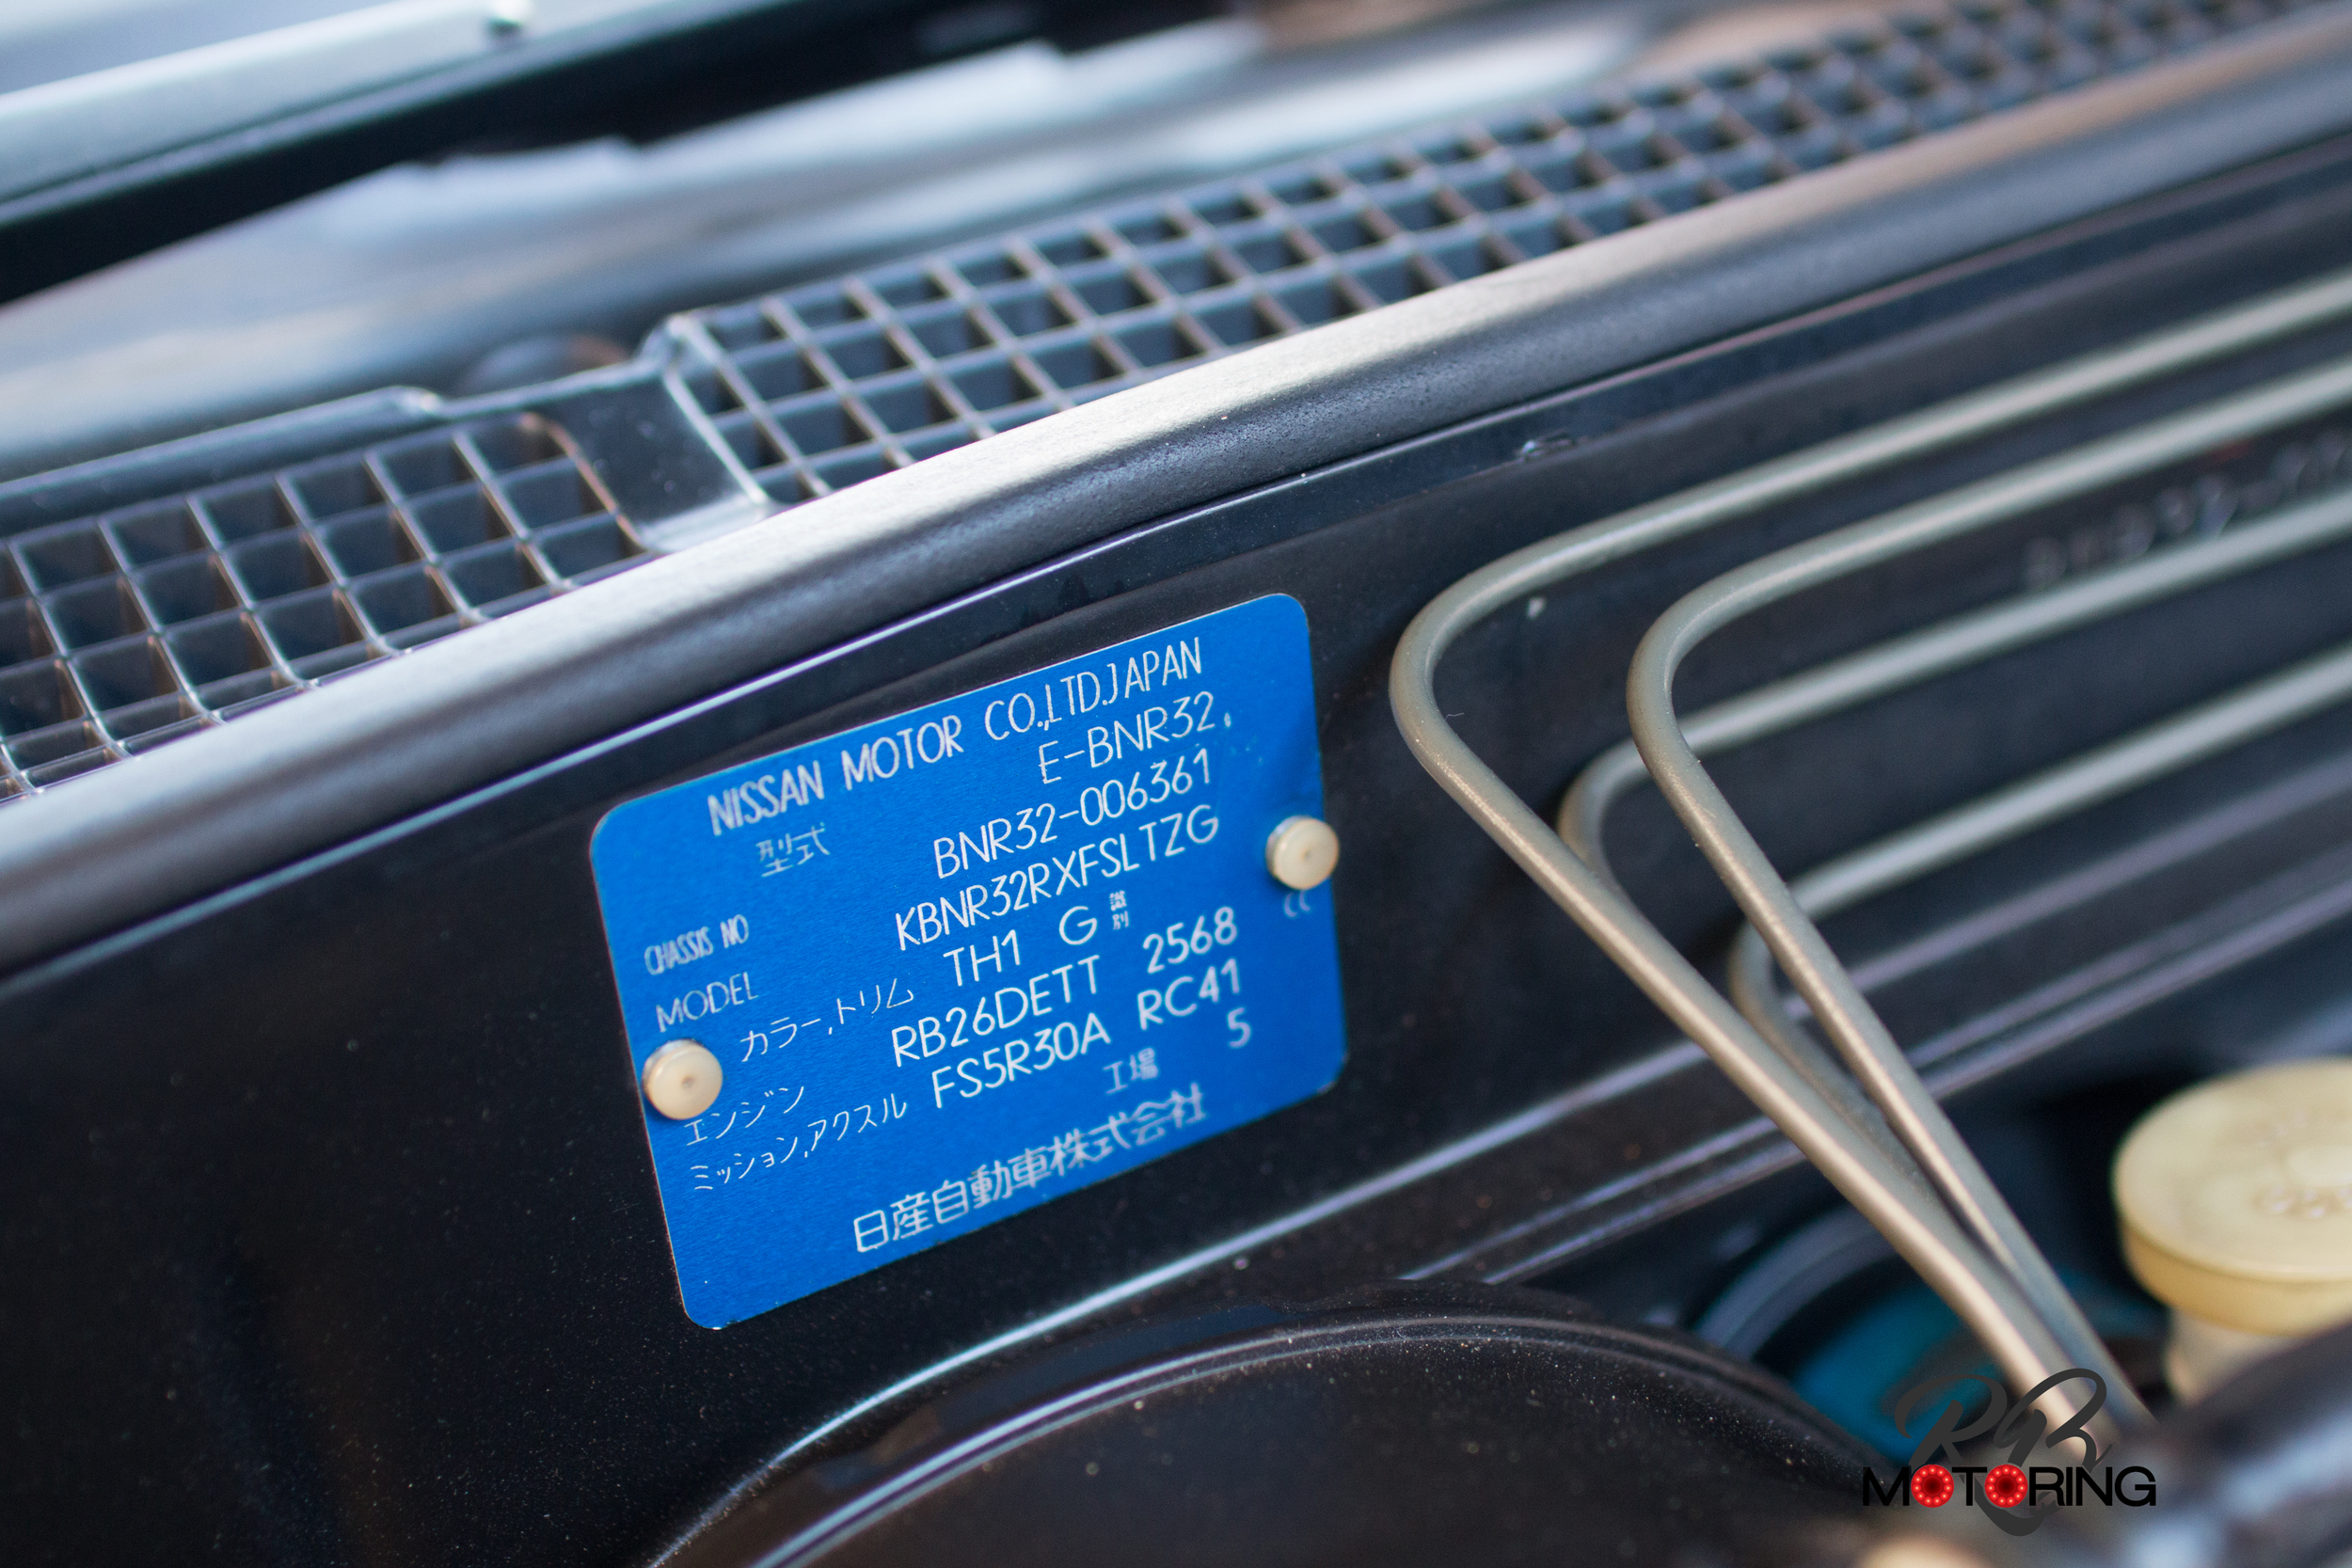 NISSAN MOTOR CO.,LTD.JAPAN
型式 E-BNR32
CHASSIS NO BNR32-006361
MODEL KBNR32RXFSLTZG
カラー,トリム TH1 G 識別
エンジン RB26DETT 2568 cc
ミッション,アクスル FS5R30A RC41
工場 5
日産自動車株式会社
RyB
MOTORING